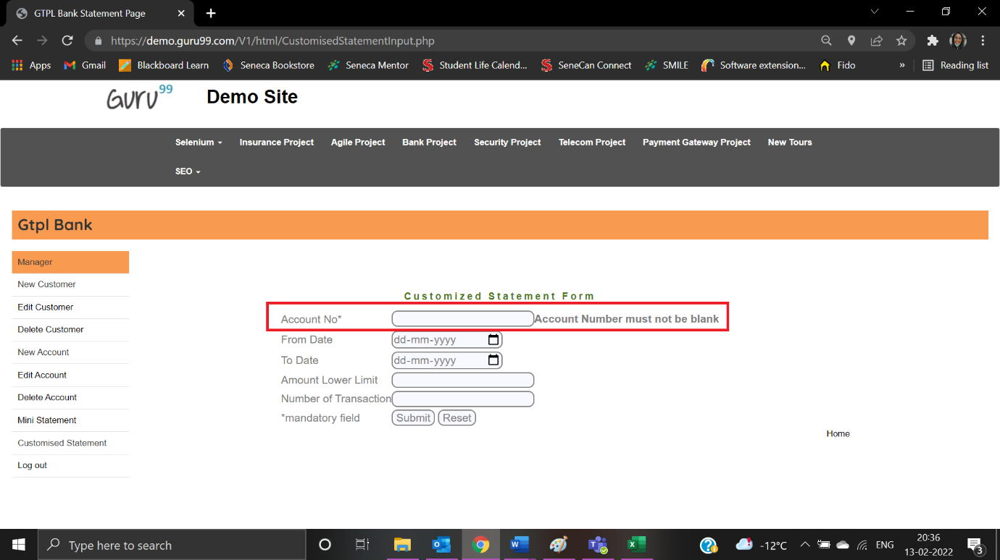 GTPL Bank Statement Page
https://demo.guru99.com/V1/html/CustomisedStatementInput.php
Apps Gmail Blackboard Learn Seneca Bookstore Seneca Mentor Student Life Calend... SeneCan Connect SMILE Software extension... Fido » Reading list
Guru99 Demo Site
Selenium Insurance Project Agile Project Bank Project Security Project Telecom Project Payment Gateway Project New Tours
SEO
Gtpl Bank
Manager
New Customer
Edit Customer
Delete Customer
New Account
Edit Account
Delete Account
Mini Statement
Customised Statement
Log out
Customized Statement Form
Account No* Account Number must not be blank
From Date dd-mm-yyyy
To Date dd-mm-yyyy
Amount Lower Limit
Number of Transaction
*mandatory field Submit Reset
Home
Type here to search -12°C ENG 20:36
13-02-2022 3